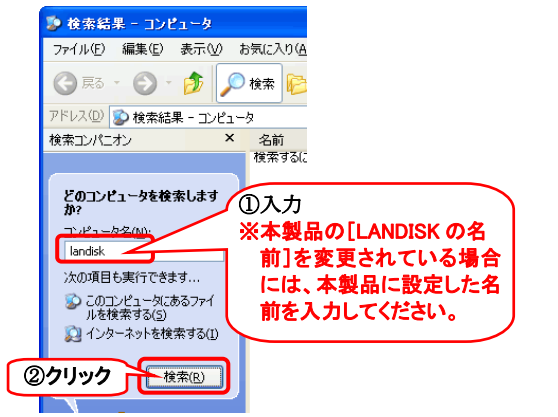 検索結果 - コンピュータ
ファイル(F) 編集(E) 表示(V) お気に入り(A
戻る 検索
アドレス(D) 検索結果 - コンピュータ
検索コンパニオン × 名前
検索するに
どのコンピュータを検索します
か?
コンピュータ名(N):
landisk
次の項目も実行できます...
このコンピュータにあるファイ
ルを検索する(S)
インターネットを検索する(I)
検索(R)
①入力
※本製品の[LANDISK の名
前]を変更されている場合
には、本製品に設定した名
前を入力してください。
②クリック